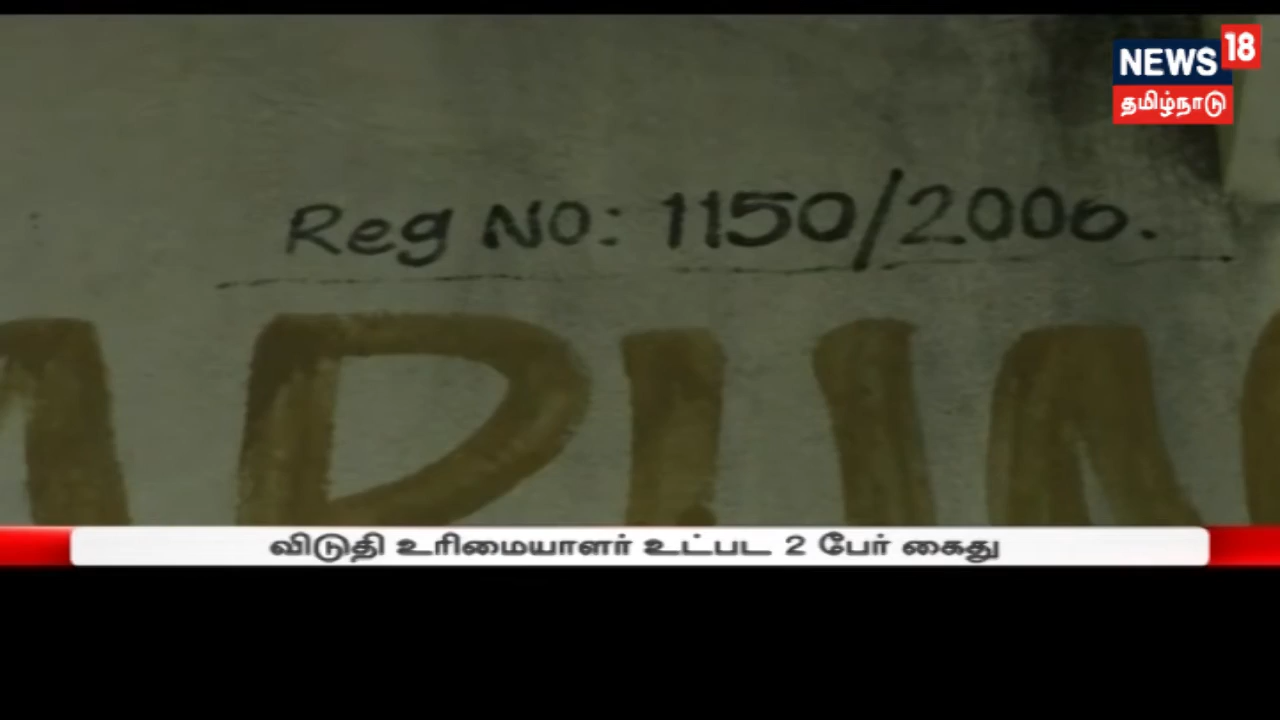 NEWS 18
தமிழ்நாடு
Reg No: 1150/2006.
விடுதி உரிமையாளர் உட்பட 2 பேர் கைது